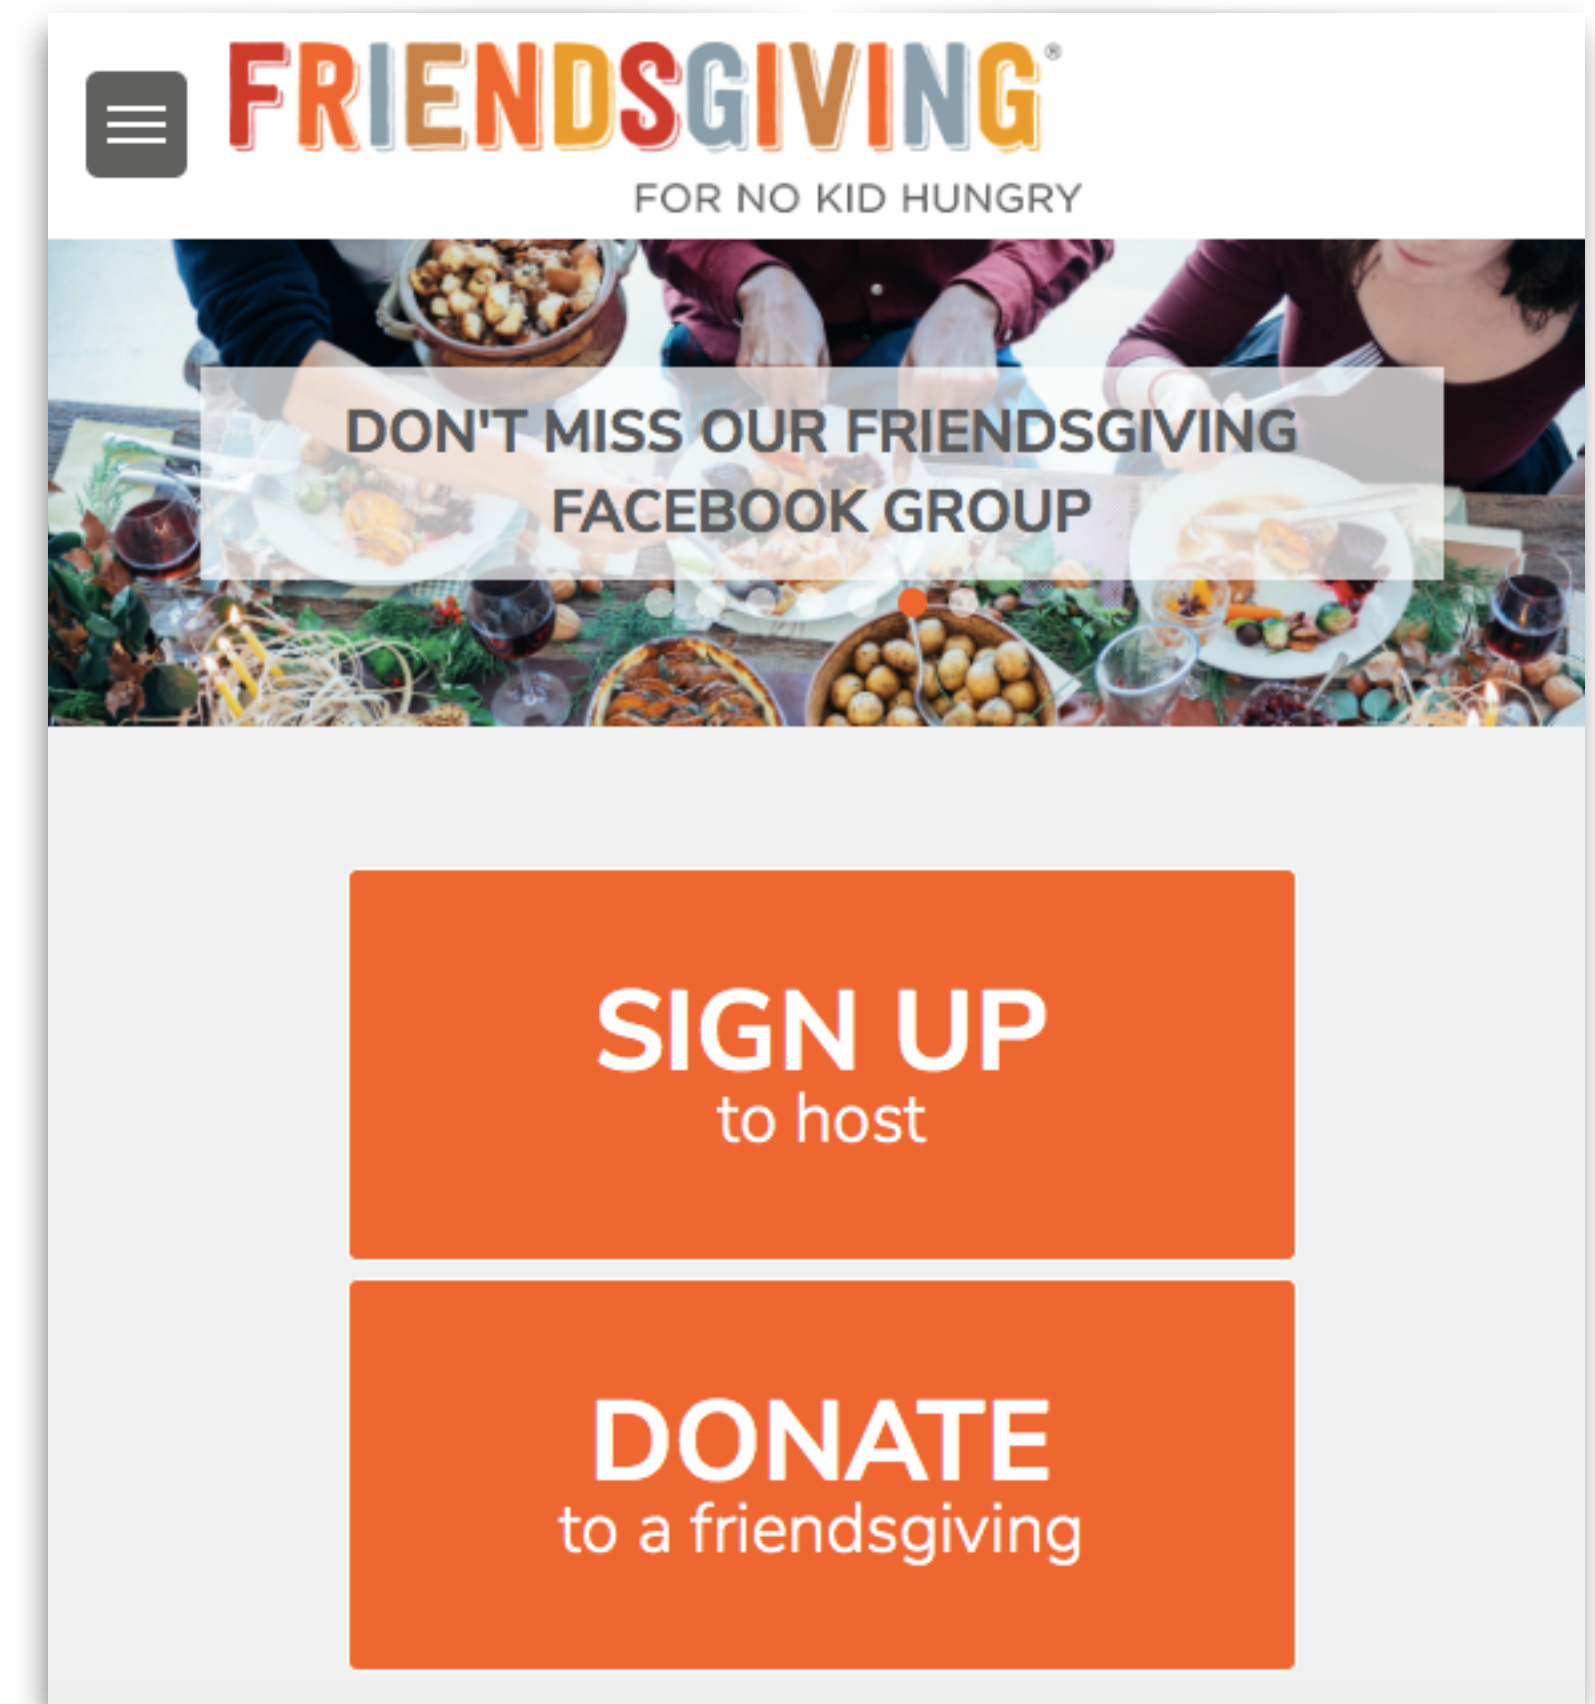 FRIENDSGIVING®
FOR NO KID HUNGRY
DON'T MISS OUR FRIENDSGIVING
FACEBOOK GROUP
SIGN UP
to host
DONATE
to a friendsgiving